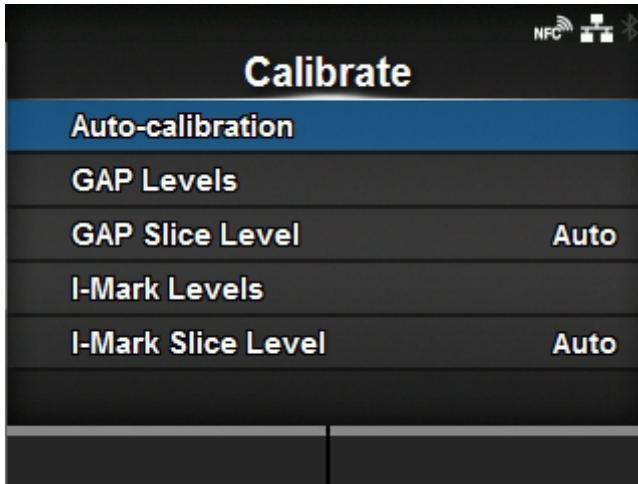 NFC
Calibrate
Auto-calibration
GAP Levels
GAP Slice Level Auto
I-Mark Levels
I-Mark Slice Level Auto